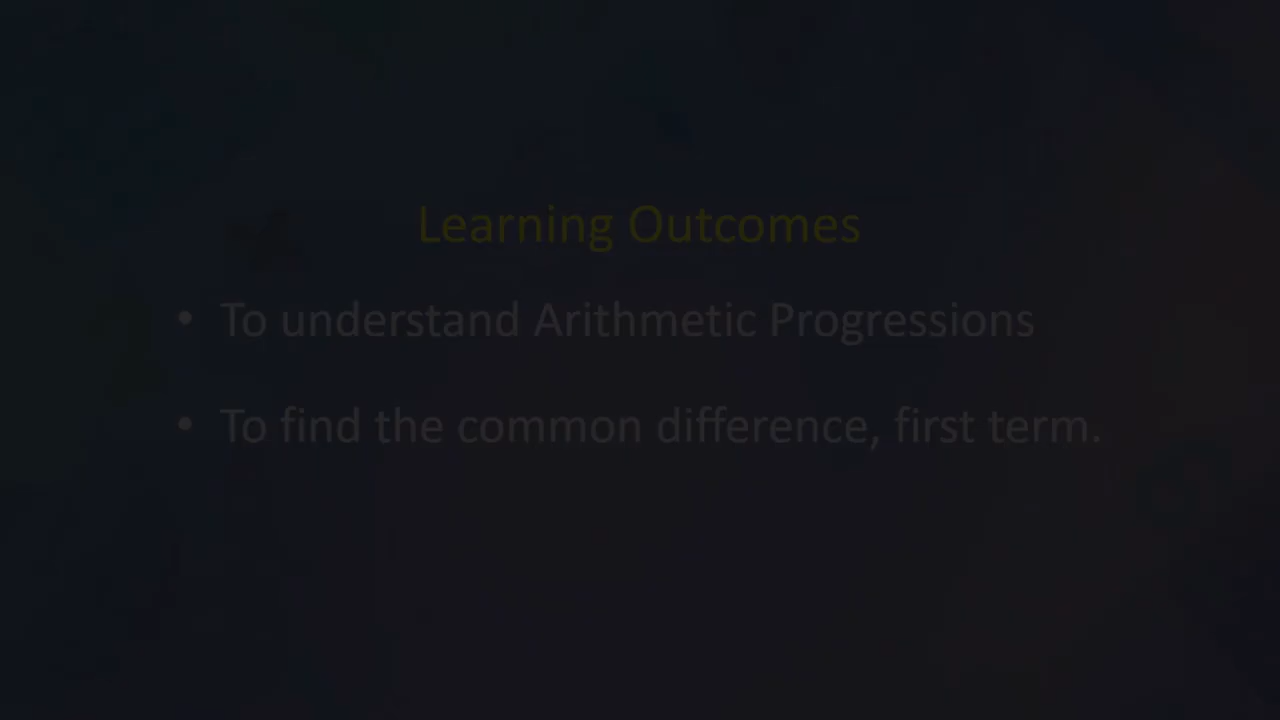 Learning Outcomes
• To understand Arithmetic Progressions
• To find the common difference, first term.